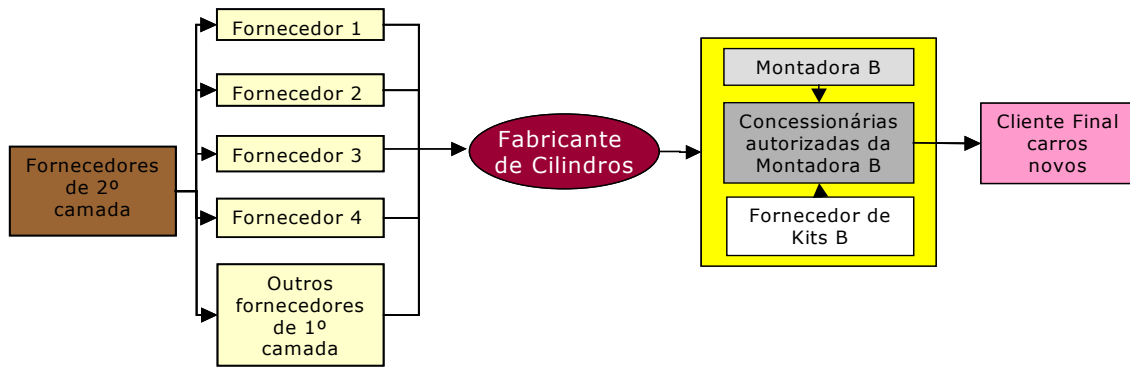 Fornecedores
de 2º
camada
Fornecedor 1
Fornecedor 2
Fornecedor 3
Fornecedor 4
Outros
fornecedores
de 1º
camada
Fabricante
de Cilindros
Montadora B
Concessionárias
autorizadas da
Montadora B
Fornecedor de
Kits B
Cliente Final
carros
novos